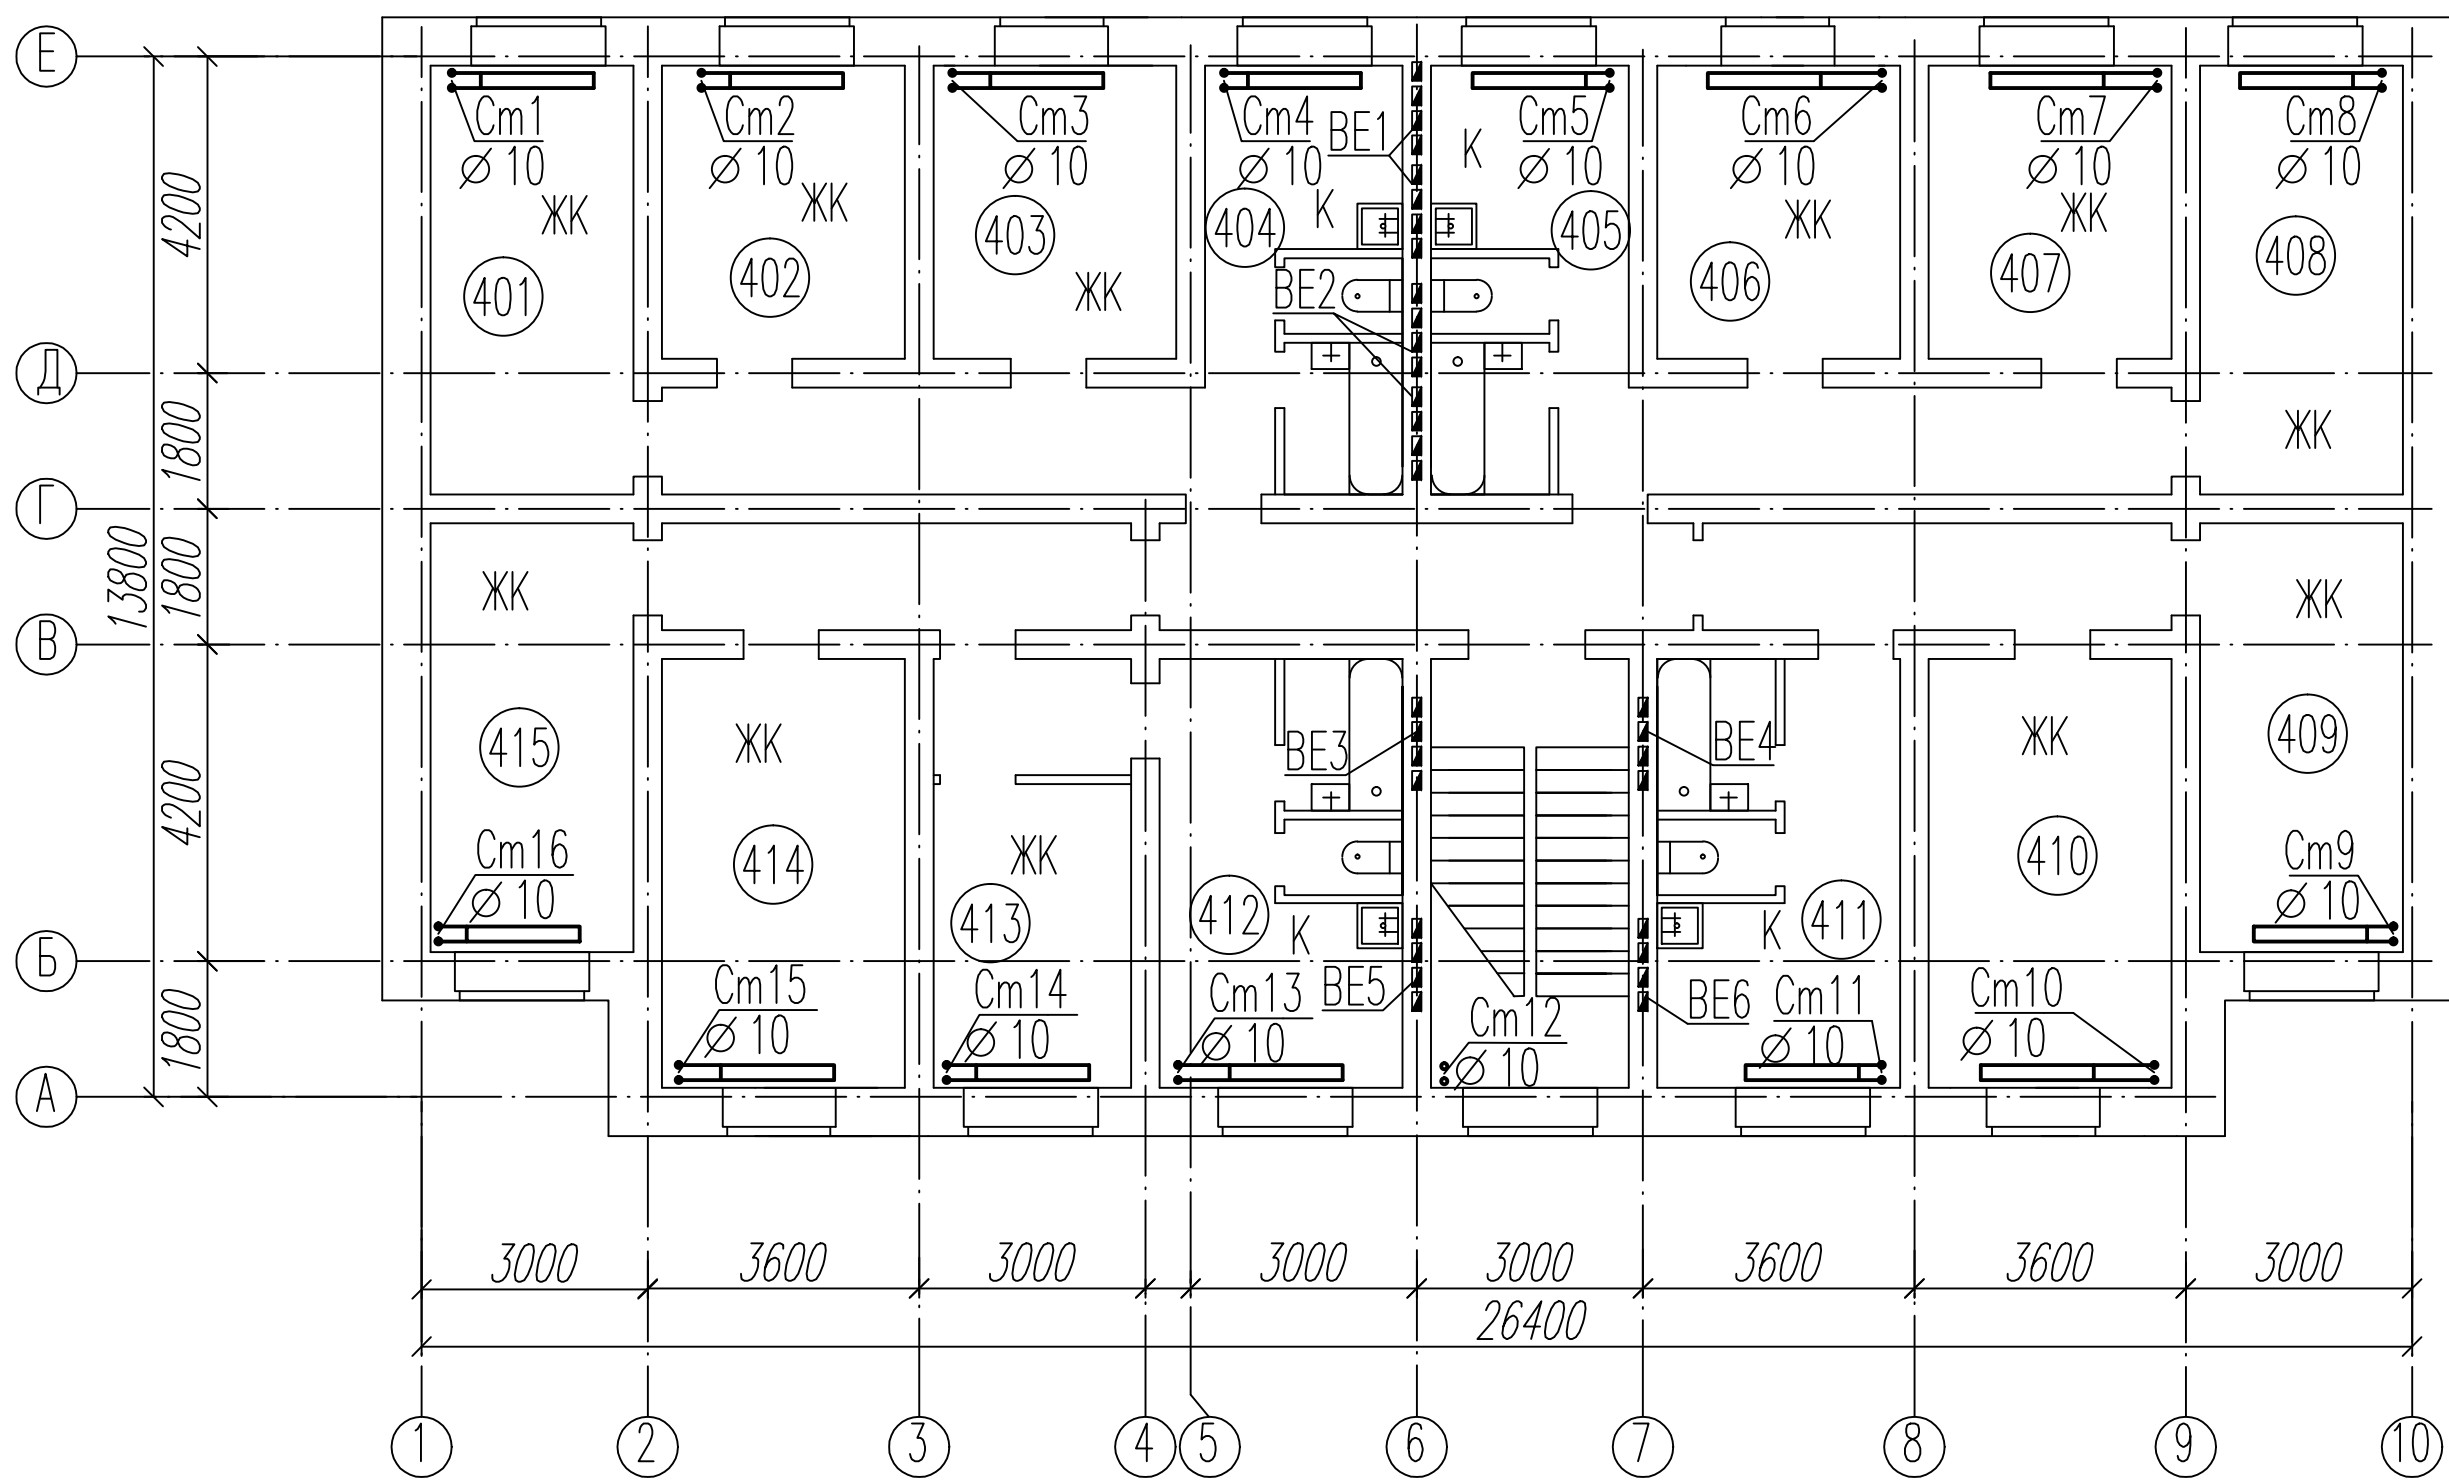 Е
Ст1
∅ 10
Ст2
∅ 10
Ст3
∅ 10
Ст4
∅ 10
ВЕ1
К
Ст5
∅ 10
Ст6
∅ 10
Ст7
∅ 10
Ст8
∅ 10
4200
ЖК
ЖК
403
404
К
405
ЖК
ЖК
408
401
402
ЖК
ВЕ2
406
407
Д
1800
ЖК
Г
13800
1800
ЖК
ЖК
В
415
ЖК
ВЕ3
ВЕ4
ЖК
409
4200
Ст16
∅ 10
414
ЖК
413
412
К
К
411
410
Ст9
∅ 10
Б
1800
Ст15
∅ 10
Ст14
∅ 10
Ст13
∅ 10
ВЕ5
Ст12
∅ 10
ВЕ6
Ст11
∅ 10
Ст10
∅ 10
А
3000
3600
3000
3000
3000
3600
3600
3000
26400
1
2
3
4
5
6
7
8
9
10